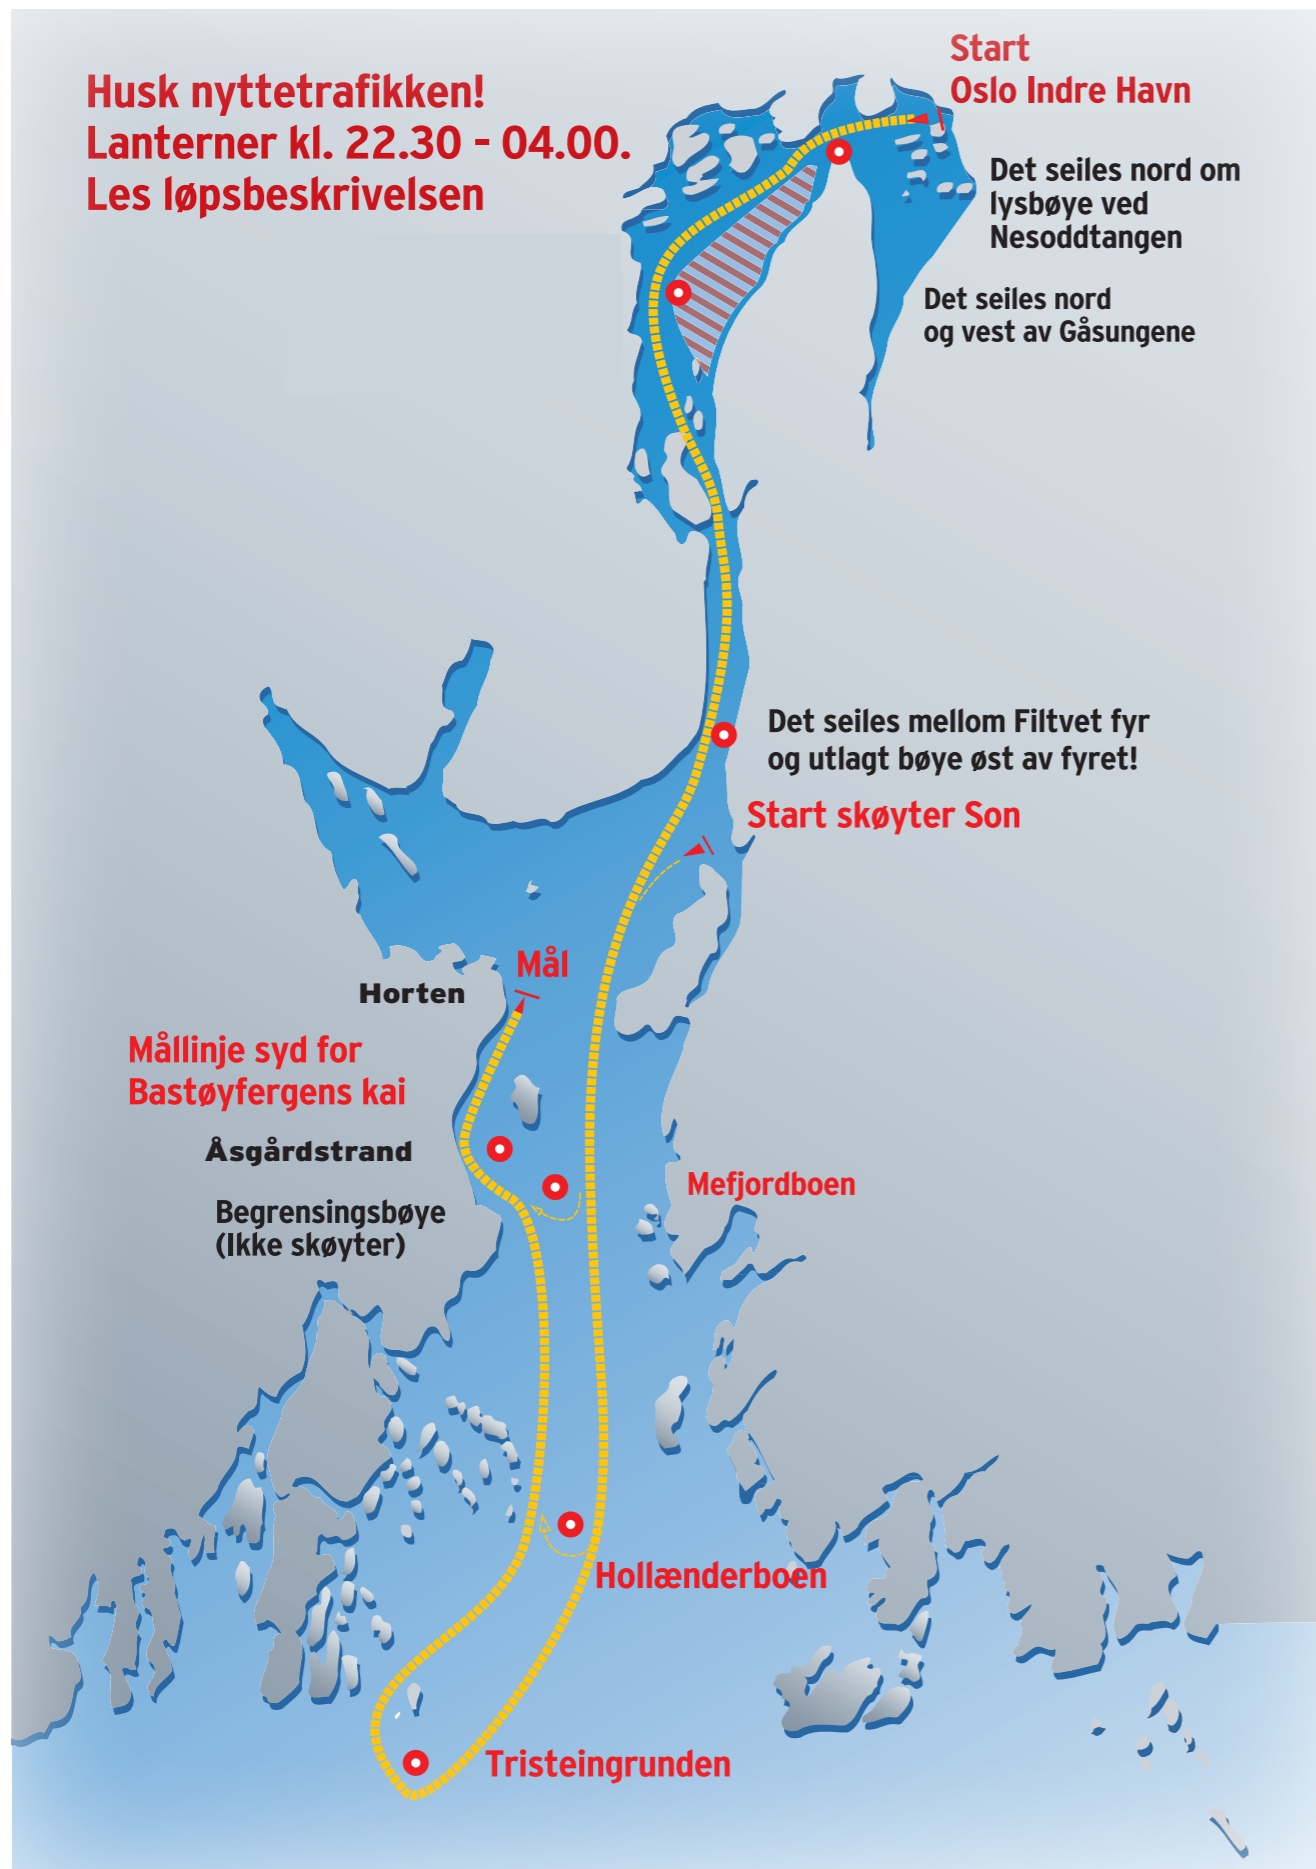 Husk nyttetrafikken!
Lanterner kl. 22.30 - 04.00.
Les løpsbeskrivelsen
Start
Oslo Indre Havn
Det seiles nord om
lysbøye ved
Nesoddtangen
Det seiles nord
og vest av Gåsungene
Det seiles mellom Filtvet fyr
og utlagt bøye øst av fyret!
Start skøyter Son
Mål
Horten
Mållinje syd for
Bastøyfergens kai
Åsgårdstrand
Mefjordboen
Begrensingsbøye
(Ikke skøyter)
Hollænderboen
Tristeingrunden